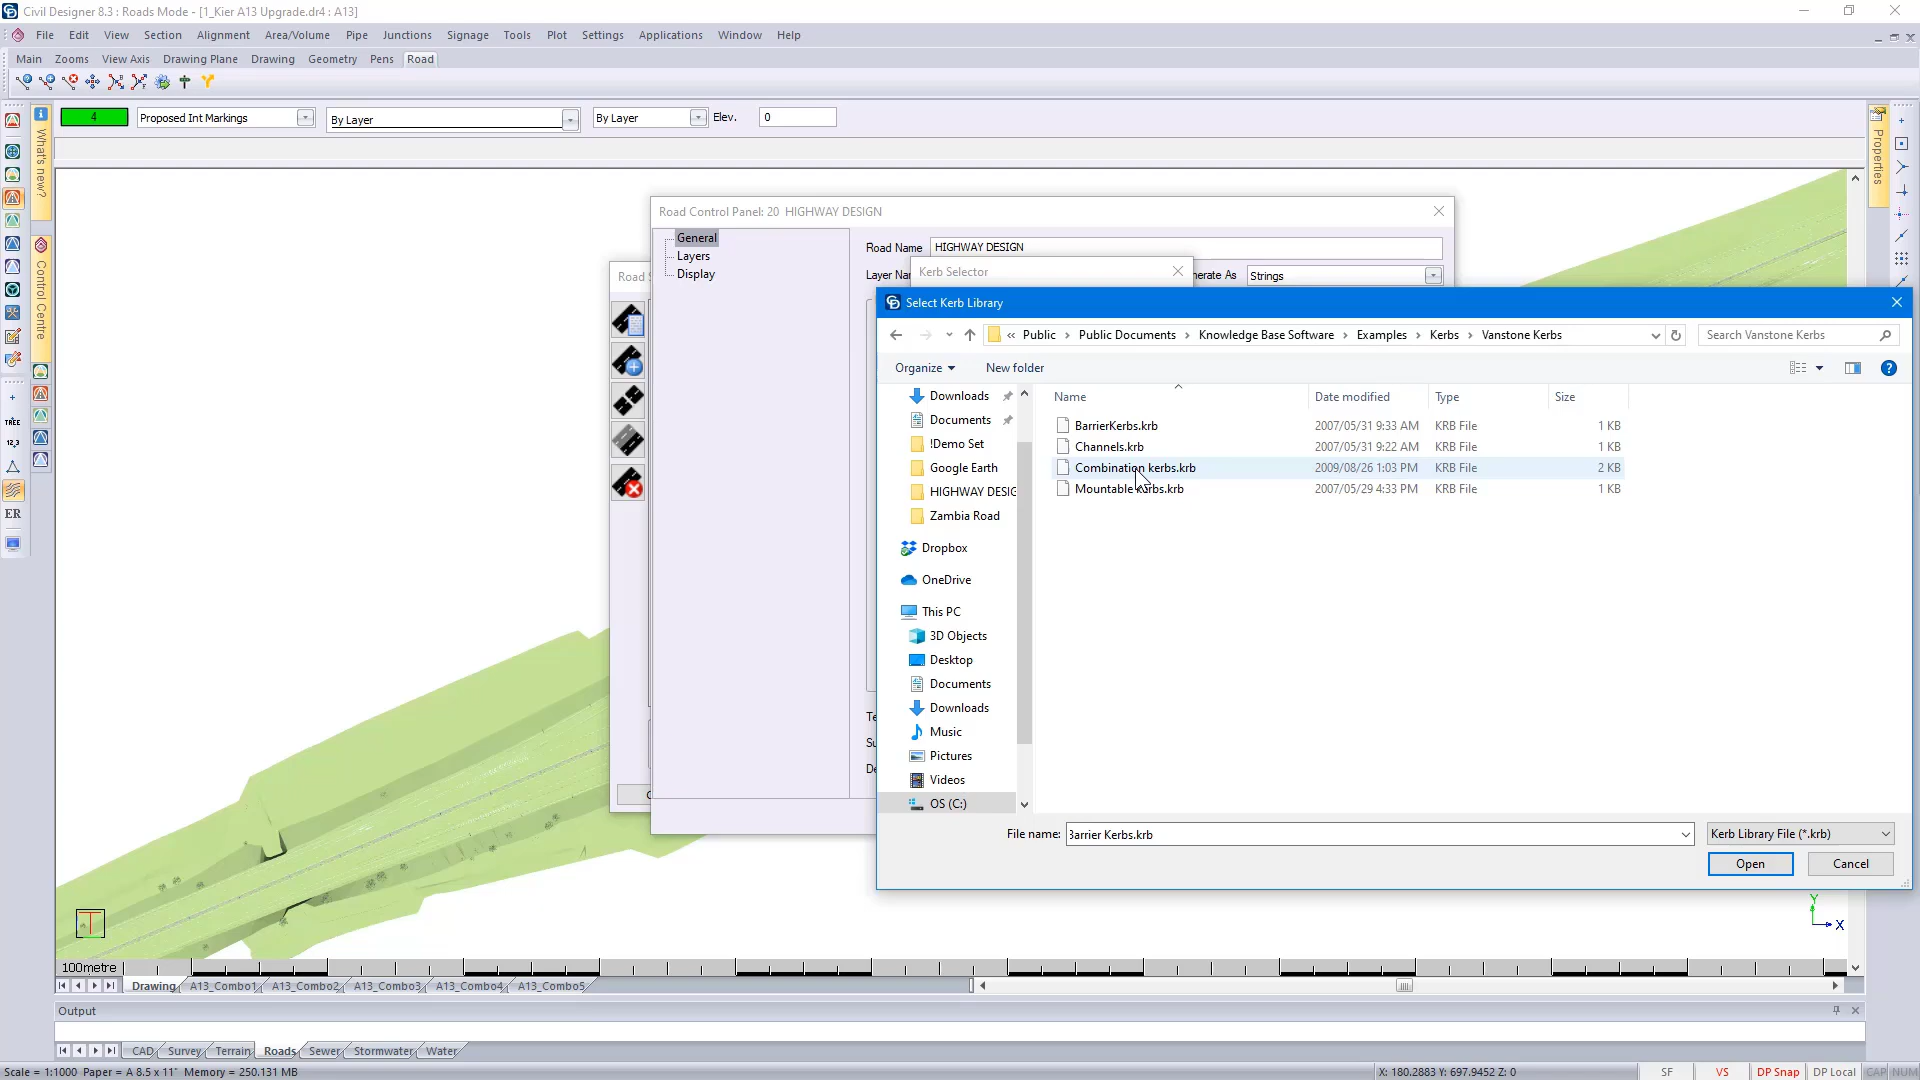 Civil Designer 8.3 : Roads Mode - [1_Kier A13 Upgrade.dr4 : A13]
File Edit View Section Alignment Area/Volume Pipe Junctions Signage Tools Plot Settings Applications Window Help
Main Zooms View Axis Drawing Plane Drawing Geometry Pens Road
4 Proposed Int Markings By Layer By Layer Elev. 0
What's new?
Control Centre
Properties
TREE
12.3
ER
Road Control Panel: 20 HIGHWAY DESIGN
General
Layers
Display
Road Name HIGHWAY DESIGN
Strings
Kerb Selector
Select Kerb Library
« Public > Public Documents > Knowledge Base Software > Examples > Kerbs > Vanstone Kerbs
Search Vanstone Kerbs
Organize New folder
Downloads
Documents
!Demo Set
Google Earth
HIGHWAY DESIG
Zambia Road
Dropbox
OneDrive
This PC
3D Objects
Desktop
Documents
Downloads
Music
Pictures
Videos
OS (C:)
Name Date modified Type Size
BarrierKerbs.krb 2007/05/31 9:33 AM KRB File 1 KB
Channels.krb 2007/05/31 9:22 AM KRB File 1 KB
Combination kerbs.krb 2009/08/26 1:03 PM KRB File 2 KB
Mountable 2007/05/29 4:33 PM KRB File 1 KB
File name: Barrier Kerbs.krb Kerb Library File (*.krb)
Open Cancel
Y
X
100metre
Drawing A13_Combo1 A13_Combo2 A13_Combo3 A13_Combo4 A13_Combo5
Output
CAD Survey Terrain Roads Sewer Stormwater Water
Scale = 1:1000 Paper = A 8.5 x 11" Memory = 250.131 MB
X: 180.2883 Y: 697.9452 Z: 0
SF VS DP Snap DP Local CAP NUM